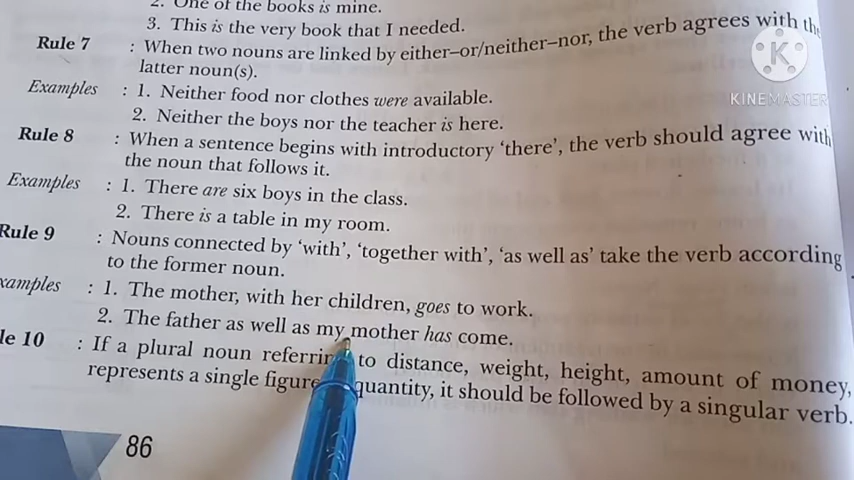 2. One of the books is mine.
3. This is the very book that I needed.
Rule 7 : When two nouns are linked by either–or/neither–nor, the verb agrees with the
latter noun(s).
Examples : 1. Neither food nor clothes were available.
2. Neither the boys nor the teacher is here.
Rule 8 : When a sentence begins with introductory 'there', the verb should agree with
the noun that follows it.
Examples : 1. There are six boys in the class.
2. There is a table in my room.
Rule 9 : Nouns connected by 'with', 'together with', 'as well as' take the verb according
to the former noun.
xamples : 1. The mother, with her children, goes to work.
2. The father as well as my mother has come.
le 10 : If a plural noun referrin to distance, weight, height, amount of money,
represents a single figure quantity, it should be followed by a singular verb.
86
KINEMASTER